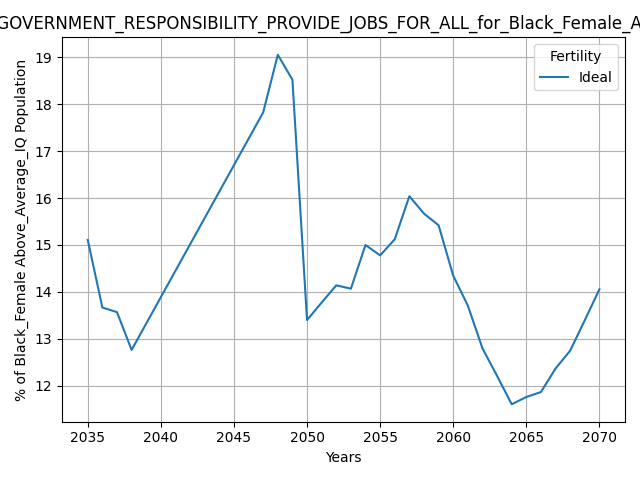 GOVERNMENT_RESPONSIBILITY_PROVIDE_JOBS_FOR_ALL_for_Black_Female_A
% of Black_Female Above_Average_IQ Population
19
18
17
16
15
14
13
12
Fertility
Ideal
2035 2040 2045 2050 2055 2060 2065 2070
Years